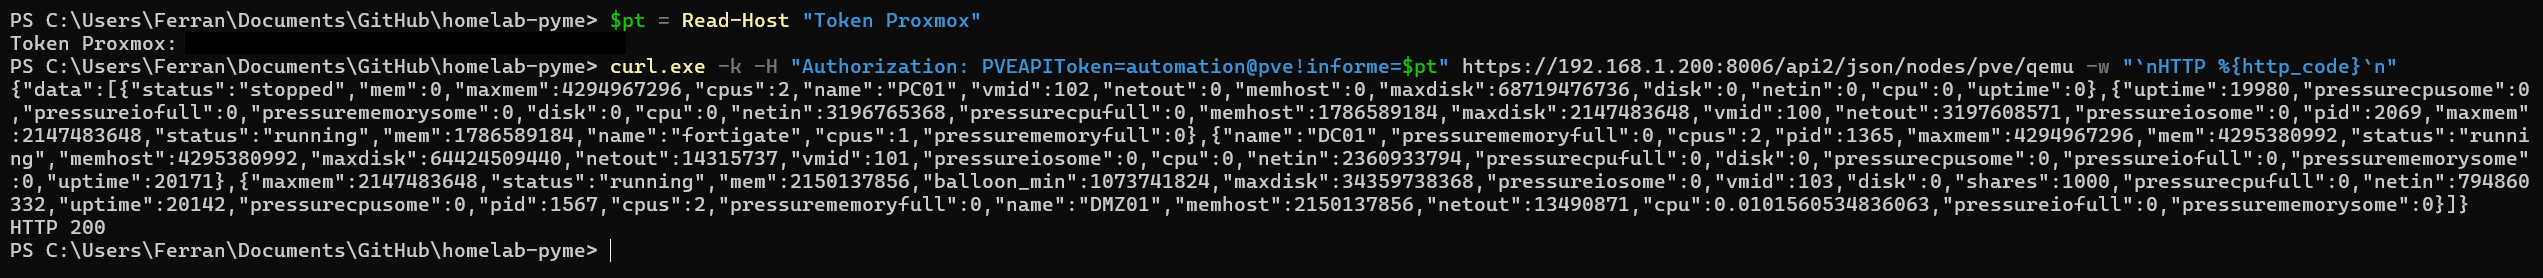 PS C:\Users\Ferran\Documents\GitHub\homelab-pyme> $pt = Read-Host "Token Proxmox"
Token Proxmox:
PS C:\Users\Ferran\Documents\GitHub\homelab-pyme> curl.exe -k -H "Authorization: PVEAPIToken=automation@pve!informe=$pt" https://192.168.1.200:8006/api2/json/nodes/pve/qemu -w "`nHTTP %{http_code}`n"
{"data":[{"status":"stopped","mem":0,"maxmem":4294967296,"cpus":2,"name":"PC01","vmid":102,"netout":0,"memhost":0,"maxdisk":68719476736,"disk":0,"netin":0,"cpu":0,"uptime":0},{"uptime":19980,"pressurecpusome":0
,"pressureiofull":0,"pressurememorysome":0,"disk":0,"cpu":0,"netin":3196765368,"pressurecpufull":0,"memhost":1786589184,"maxdisk":2147483648,"vmid":100,"netout":3197608571,"pressureiosome":0,"pid":2069,"maxmem"
:2147483648,"status":"running","mem":1786589184,"name":"fortigate","cpus":1,"pressurememoryfull":0},{"name":"DC01","pressurememoryfull":0,"cpus":2,"pid":1365,"maxmem":4294967296,"mem":4295380992,"status":"runni
ng","memhost":4295380992,"maxdisk":64424509440,"netout":14315737,"vmid":101,"pressureiosome":0,"cpu":0,"netin":2360933794,"pressurecpufull":0,"disk":0,"pressurecpusome":0,"pressureiofull":0,"pressurememorysome"
:0,"uptime":20171},{"maxmem":2147483648,"status":"running","mem":2150137856,"balloon_min":1073741824,"maxdisk":34359738368,"pressureiosome":0,"vmid":103,"disk":0,"shares":1000,"pressurecpufull":0,"netin":794860
332,"uptime":20142,"pressurecpusome":0,"pid":1567,"cpus":2,"pressurememoryfull":0,"name":"DMZ01","memhost":2150137856,"netout":13490871,"cpu":0.0101560534836063,"pressureiofull":0,"pressurememorysome":0}]}
HTTP 200
PS C:\Users\Ferran\Documents\GitHub\homelab-pyme>